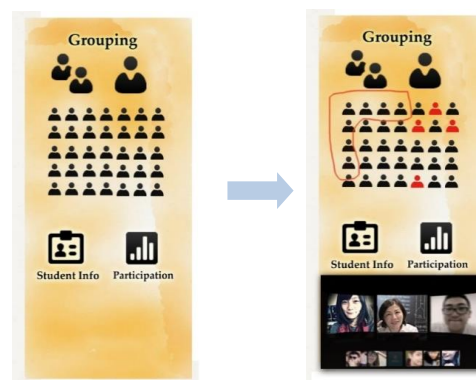 Grouping
Student Info
Participation
Grouping
Student Info
Participation